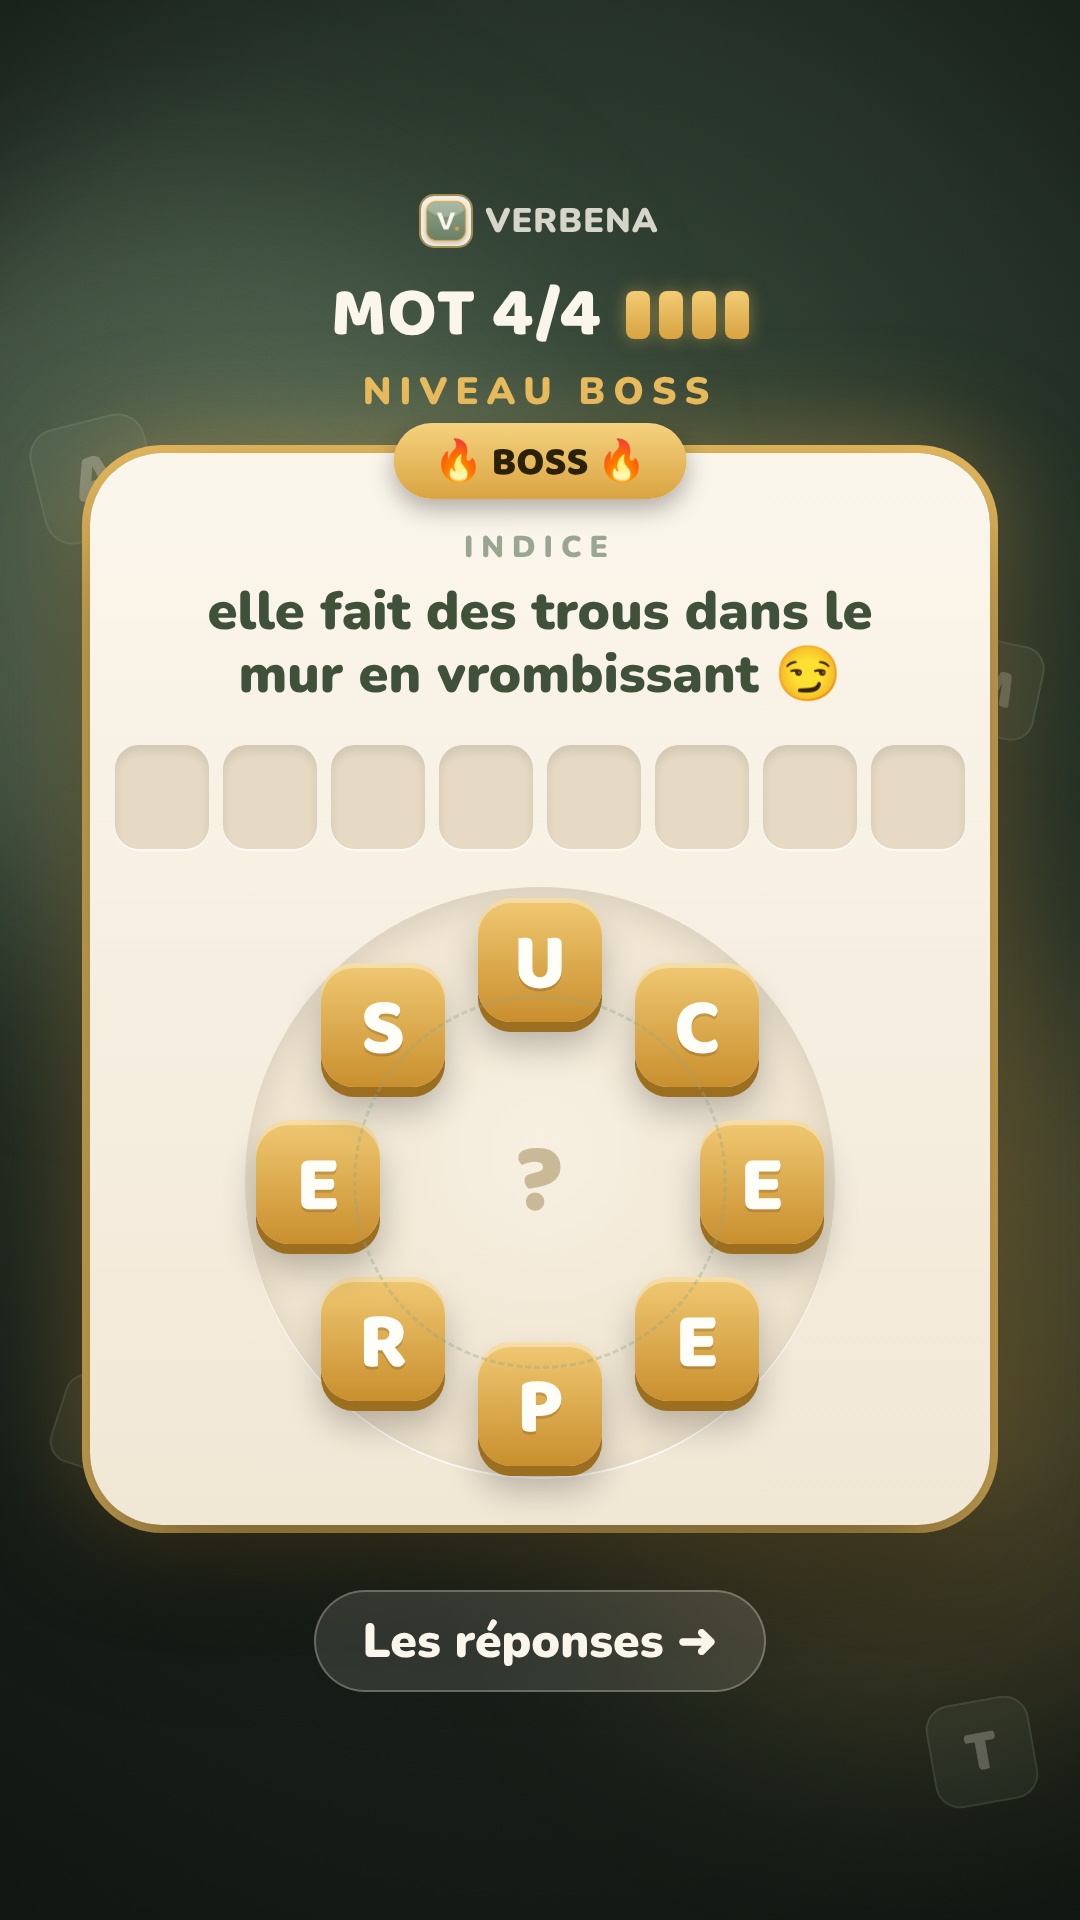 V.
VERBENA
MOT 4/4
NIVEAU BOSS
🔥 BOSS 🔥
INDICE
elle fait des trous dans le
mur en vrombissant 😏
U
S
C
E
?
E
R
E
P
Les réponses ➜
T